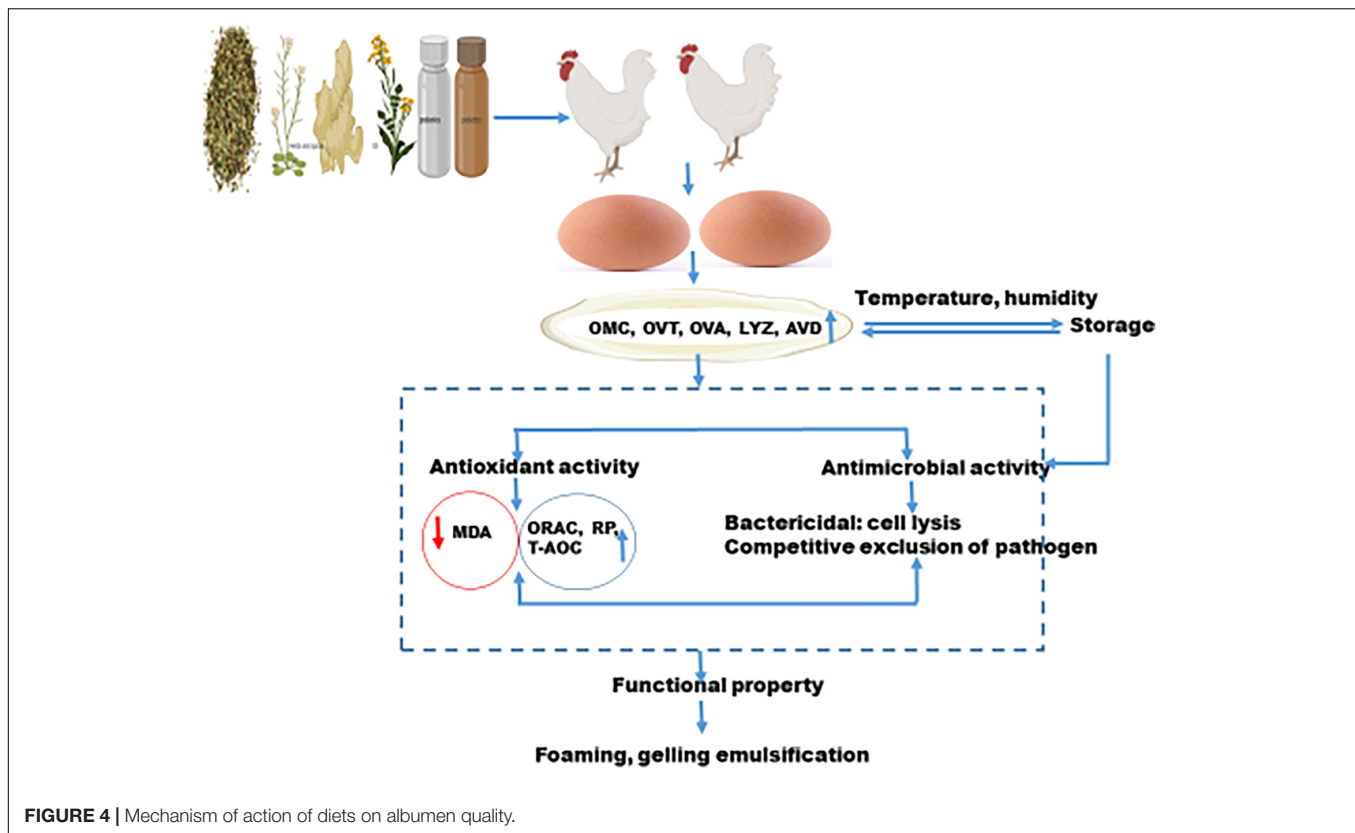 Temperature, humidity
OMC, OVT, OVA, LYZ, AVD
Storage
Antioxidant activity
Antimicrobial activity
MDA
ORAC, RP,
T-AOC
Bactericidal: cell lysis
Competitive exclusion of pathogen
Functional property
Foaming, gelling emulsification
FIGURE 4 | Mechanism of action of diets on albumen quality.